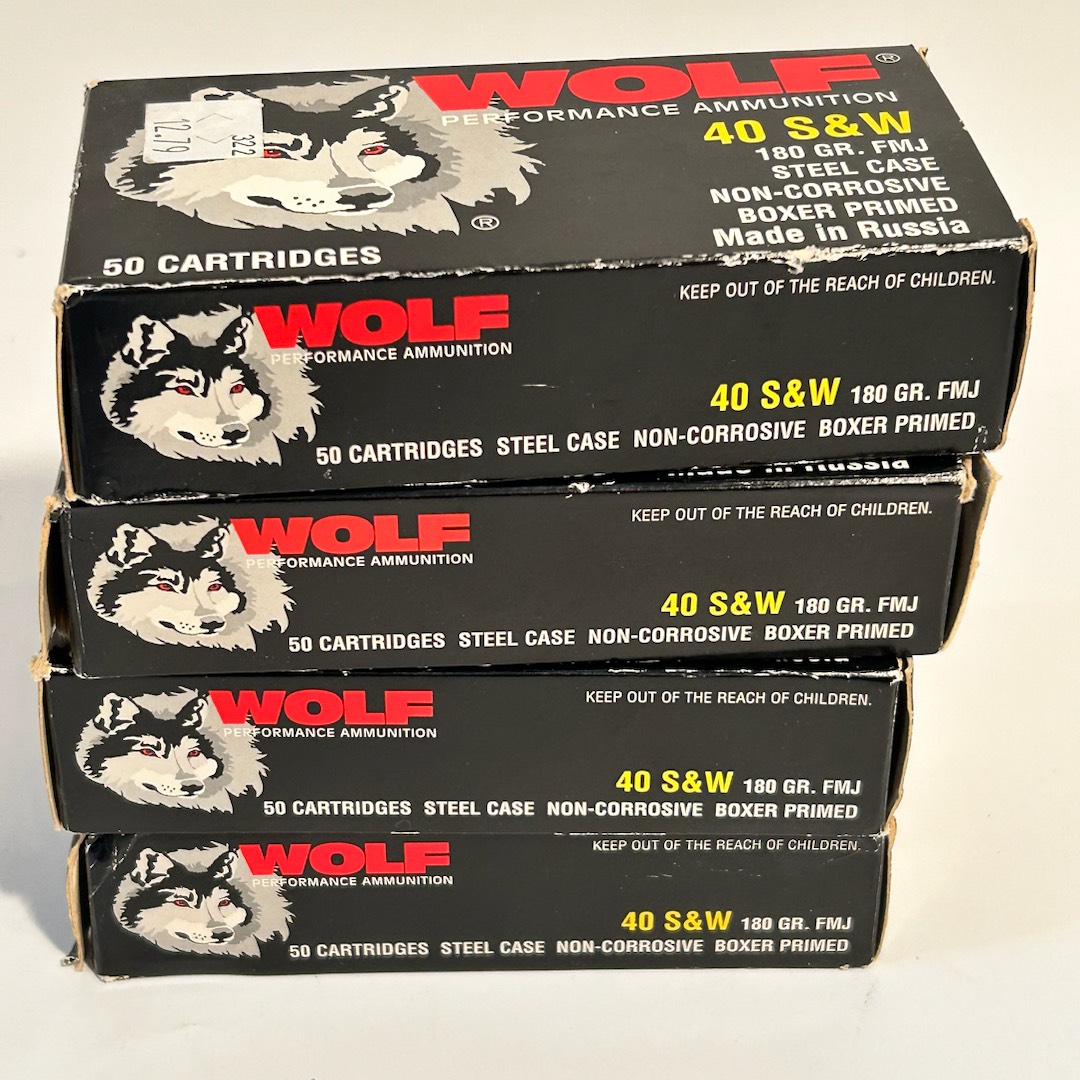 WOLF®
PERFORMANCE AMMUNITION
40 S&W
180 GR. FMJ
STEEL CASE
NON-CORROSIVE
BOXER PRIMED
Made in Russia
322
12.79
®
50 CARTRIDGES
KEEP OUT OF THE REACH OF CHILDREN.
WOLF
PERFORMANCE AMMUNITION
40 S&W 180 GR. FMJ
50 CARTRIDGES STEEL CASE NON-CORROSIVE BOXER PRIMED
Made in Russia
KEEP OUT OF THE REACH OF CHILDREN.
WOLF
PERFORMANCE AMMUNITION
40 S&W 180 GR. FMJ
50 CARTRIDGES STEEL CASE NON-CORROSIVE BOXER PRIMED
KEEP OUT OF THE REACH OF CHILDREN.
WOLF
PERFORMANCE AMMUNITION
40 S&W 180 GR. FMJ
50 CARTRIDGES STEEL CASE NON-CORROSIVE BOXER PRIMED
KEEP OUT OF THE REACH OF CHILDREN.
WOLF
PERFORMANCE AMMUNITION
40 S&W 180 GR. FMJ
50 CARTRIDGES STEEL CASE NON-CORROSIVE BOXER PRIMED